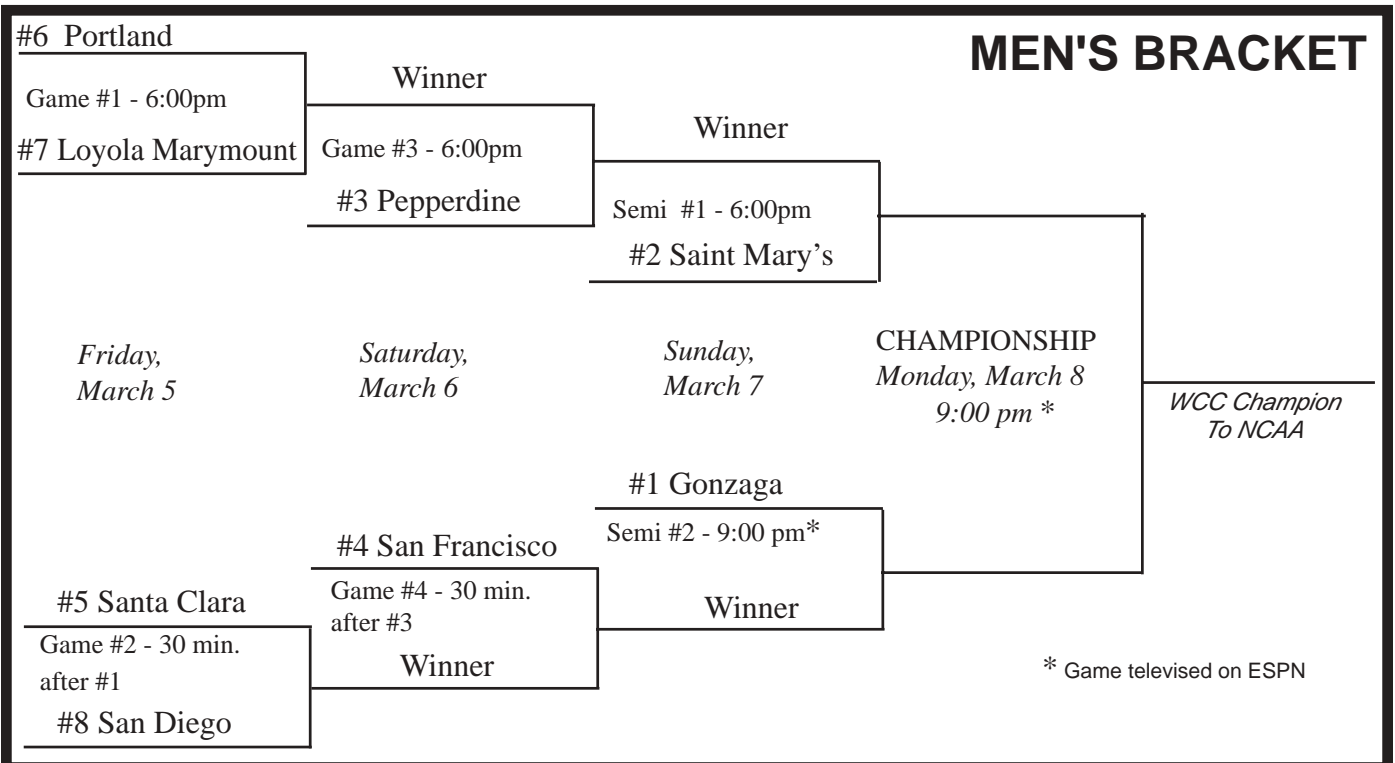 MEN'S BRACKET
#6 Portland
Game #1 - 6:00pm
#7 Loyola Marymount
Winner
Game #3 - 6:00pm
#3 Pepperdine
Winner
Semi #1 - 6:00pm
#2 Saint Mary’s
Friday,
March 5
Saturday,
March 6
Sunday,
March 7
CHAMPIONSHIP
Monday, March 8
9:00 pm *
WCC Champion
To NCAA
#1 Gonzaga
Semi #2 - 9:00 pm*
Winner
#4 San Francisco
Game #4 - 30 min.
after #3
Winner
#5 Santa Clara
Game #2 - 30 min.
after #1
#8 San Diego
* Game televised on ESPN